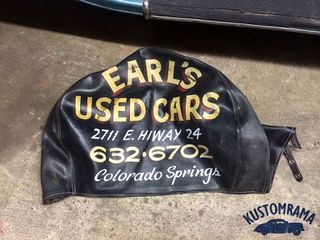 EARL'S
USED CARS
2711 E. HIWAY 24
632-6702
Colorado Springs
KUSTOMRAMA